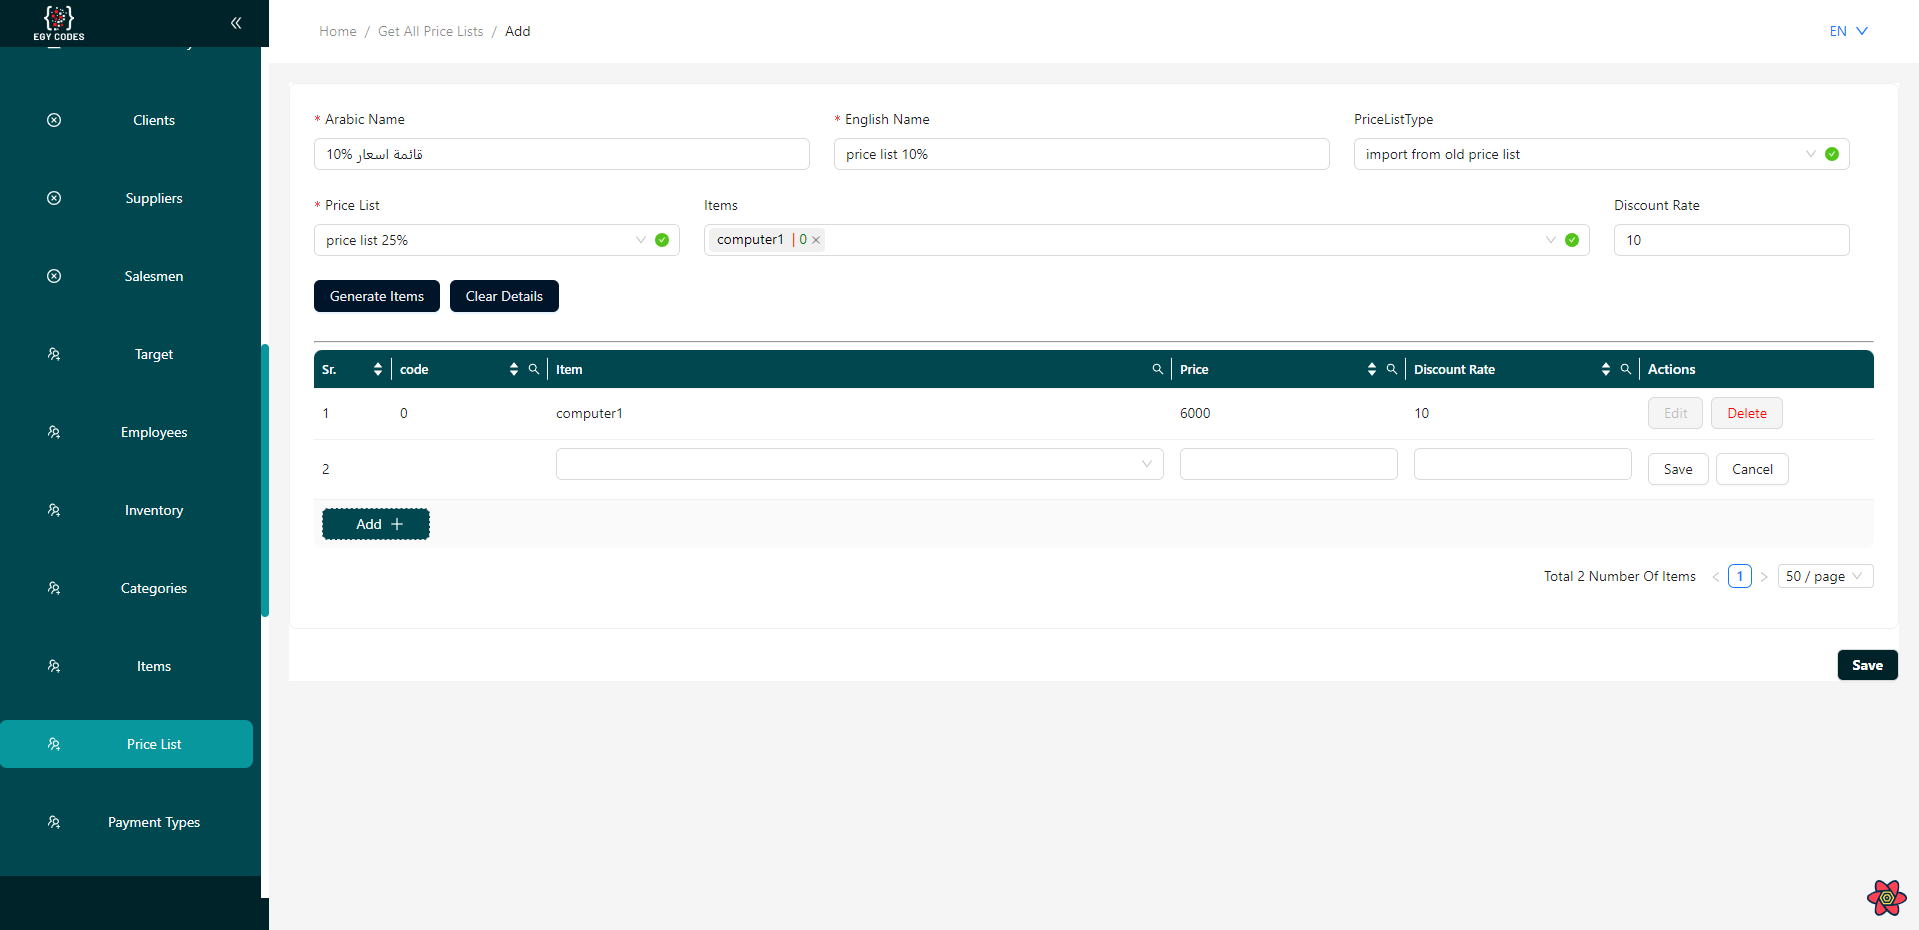 EGY CODES
Home / Get All Price Lists / Add
EN
Clients
Suppliers
Salesmen
Target
Employees
Inventory
Categories
Items
Price List
Payment Types
* Arabic Name
* English Name
PriceListType
قائمة اسعار 10%
price list 10%
import from old price list
* Price List
Items
Discount Rate
price list 25%
computer1 | 0
10
Generate Items
Clear Details
Sr. code Item Price Discount Rate Actions
1 0 computer1 6000 10 Edit Delete
2 Save Cancel
Add +
Total 2 Number Of Items < 1 > 50 / page
Save